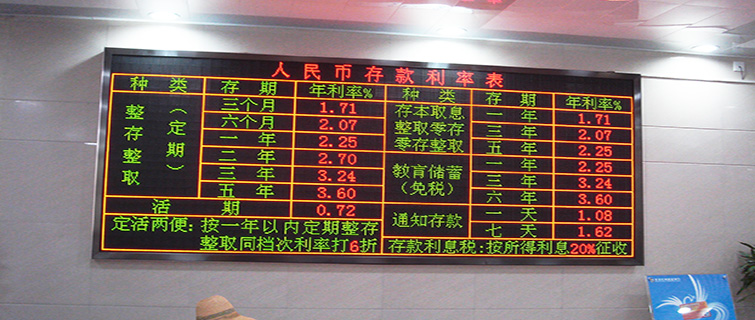 人民币存款利率表
种类 存期 年利率% 种类 存期 年利率%
整存整取（定期） 三个月 1.71 存本取息 整取零存 零存整取 一年 1.71
六个月 2.07 三年 2.07
一年 2.25 五年 2.25
二年 2.70 教育储蓄（免税） 一年 2.25
三年 3.24 三年 3.24
五年 3.60 六年 3.60
活期 0.72 通知存款 一天 1.08
七天 1.62
定活两便:按一年以内定期整存
整取同档次利率打6折
存款利息税:按所得利息20%征收